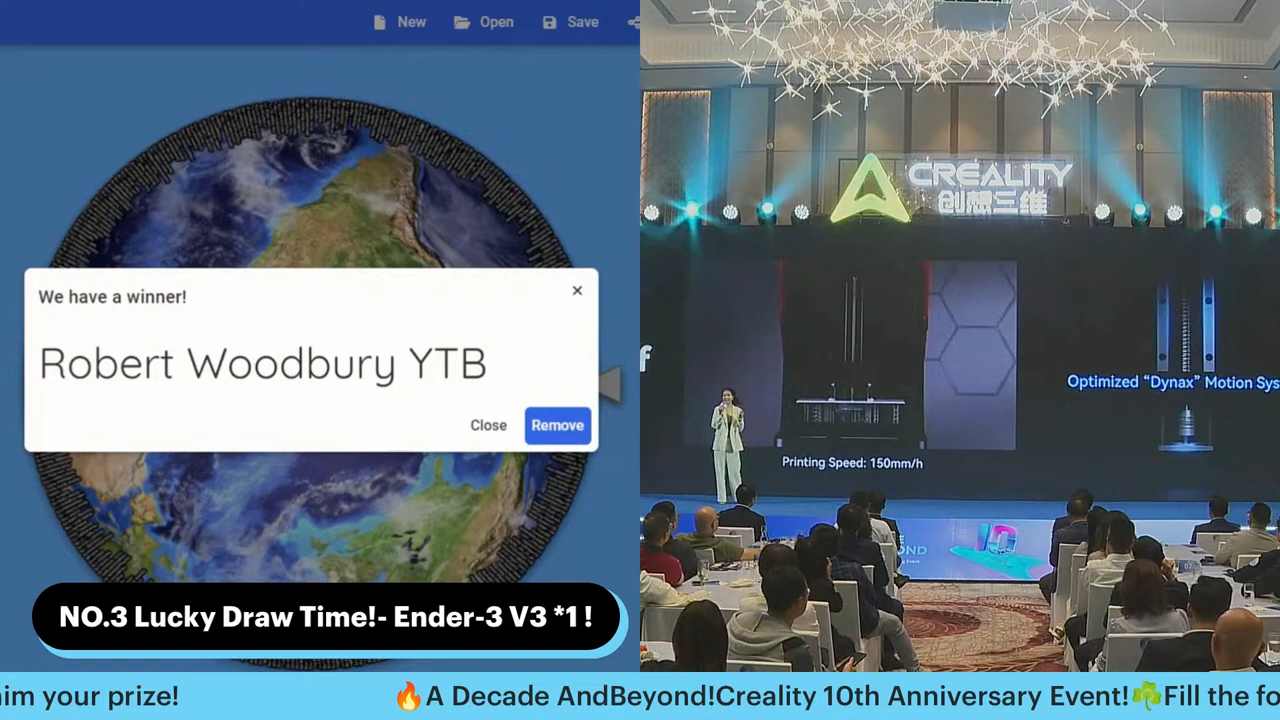 New Open Save
We have a winner!
Robert Woodbury YTB
Close Remove
NO.3 Lucky Draw Time!- Ender-3 V3 *1 !
CREALITY
创想三维
f
Optimized “Dynax” Motion Sys
Printing Speed: 150mm/h
aim your prize! 🔥A Decade AndBeyond!Creality 10th Anniversary Event!☘️Fill the fo